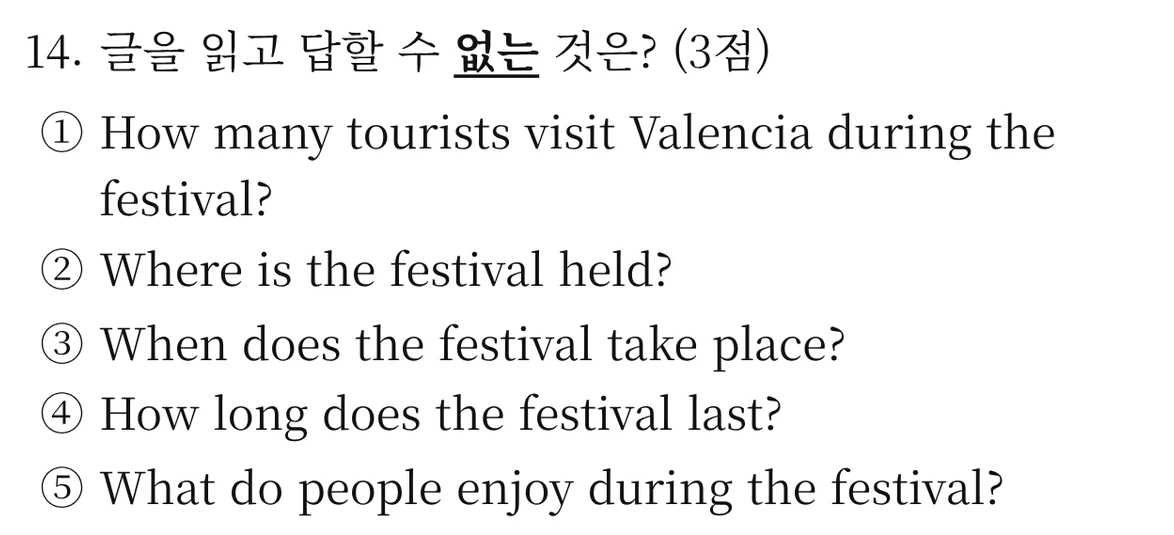 14. 글을 읽고 답할 수 없는 것은? (3점)
① How many tourists visit Valencia during the
festival?
② Where is the festival held?
③ When does the festival take place?
④ How long does the festival last?
⑤ What do people enjoy during the festival?